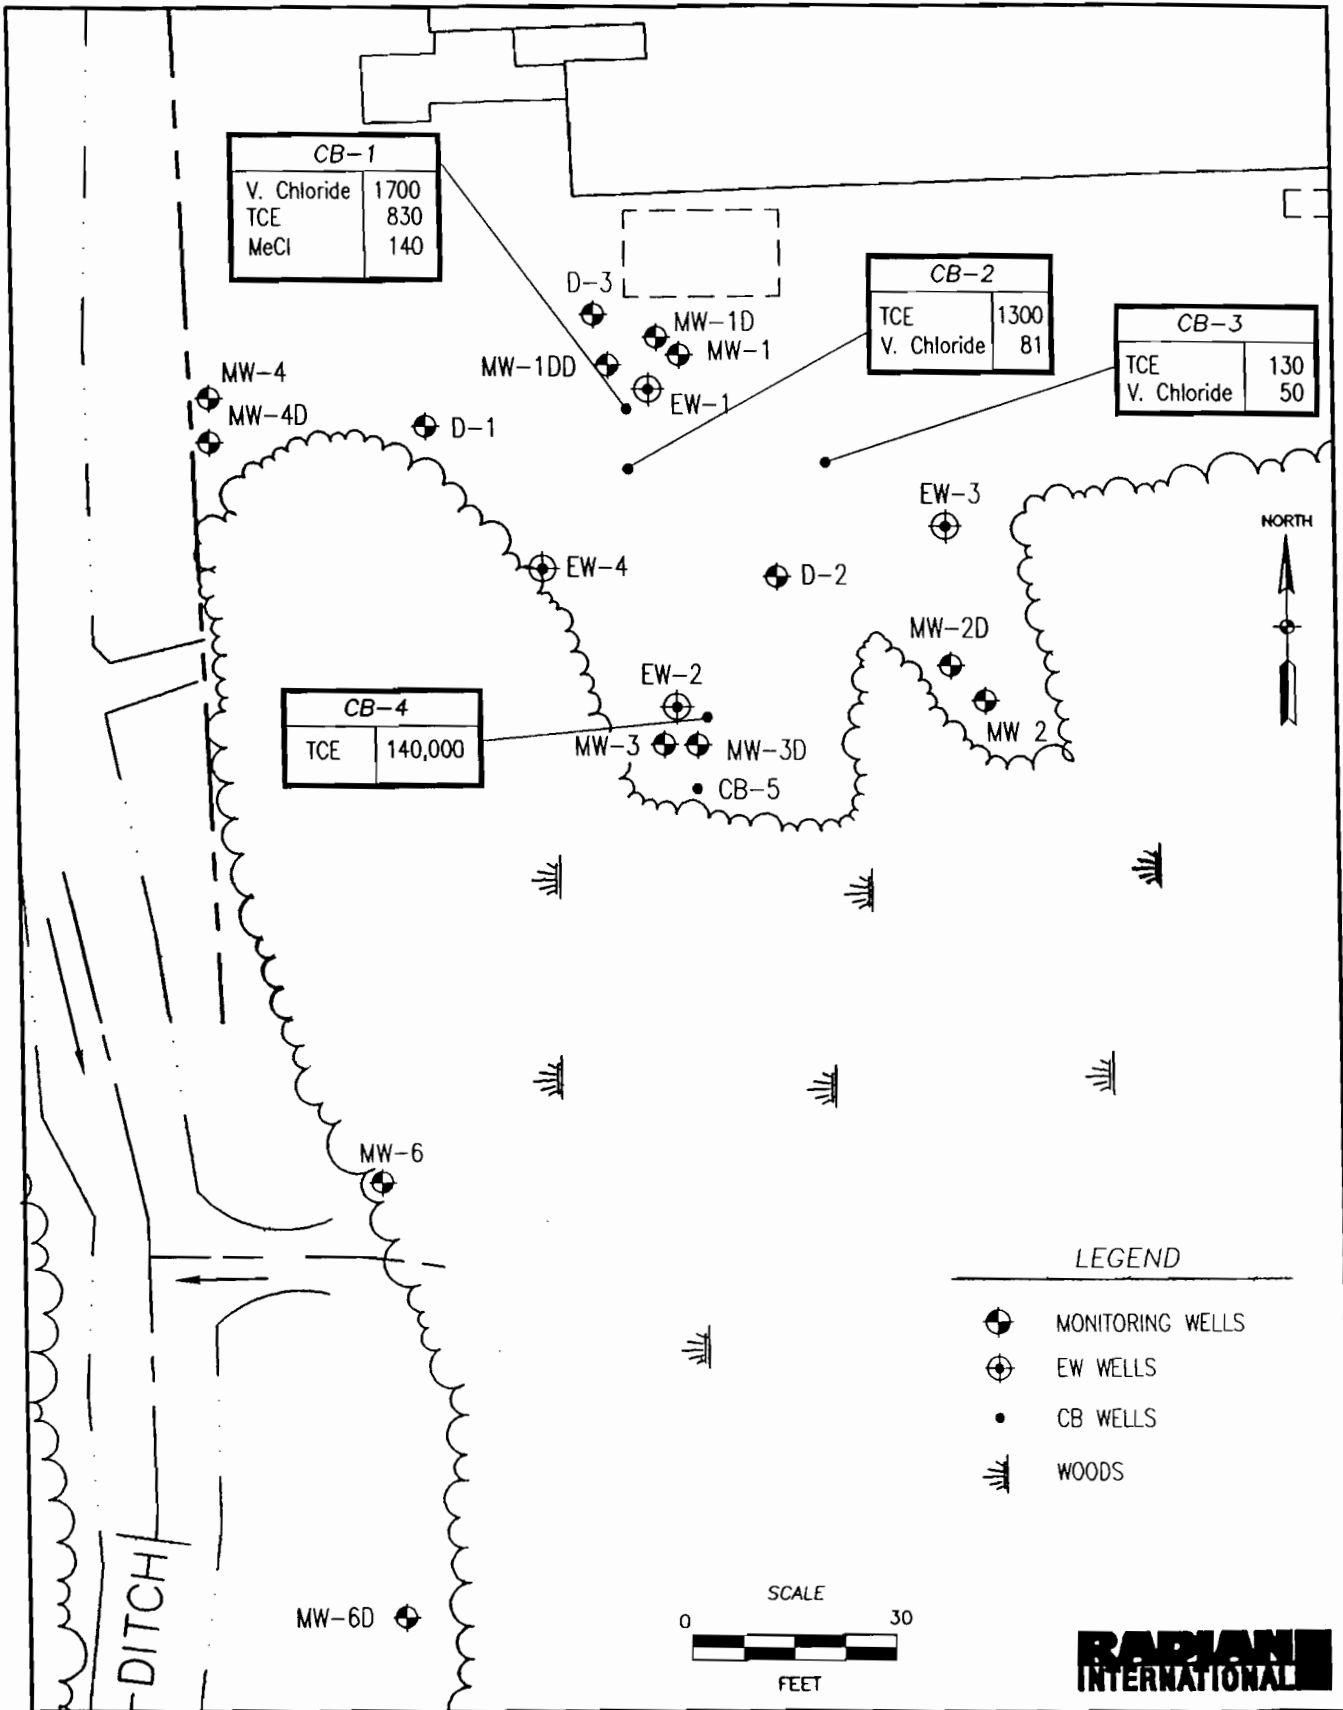 CB-1
V. Chloride 1700
TCE 830
MeCl 140
CB-2
TCE 1300
V. Chloride 81
CB-3
TCE 130
V. Chloride 50
D-3
MW-1D
MW-1
MW-1DD
EW-1
MW-4
MW-4D
D-1
EW-3
NORTH
EW-4
D-2
MW-2D
EW-2
MW 2
CB-4
TCE 140,000
MW-3
MW-3D
CB-5
MW-6
LEGEND
MONITORING WELLS
EW WELLS
CB WELLS
WOODS
DITCH
MW-6D
SCALE
0 30
FEET
RADIAN
INTERNATIONAL